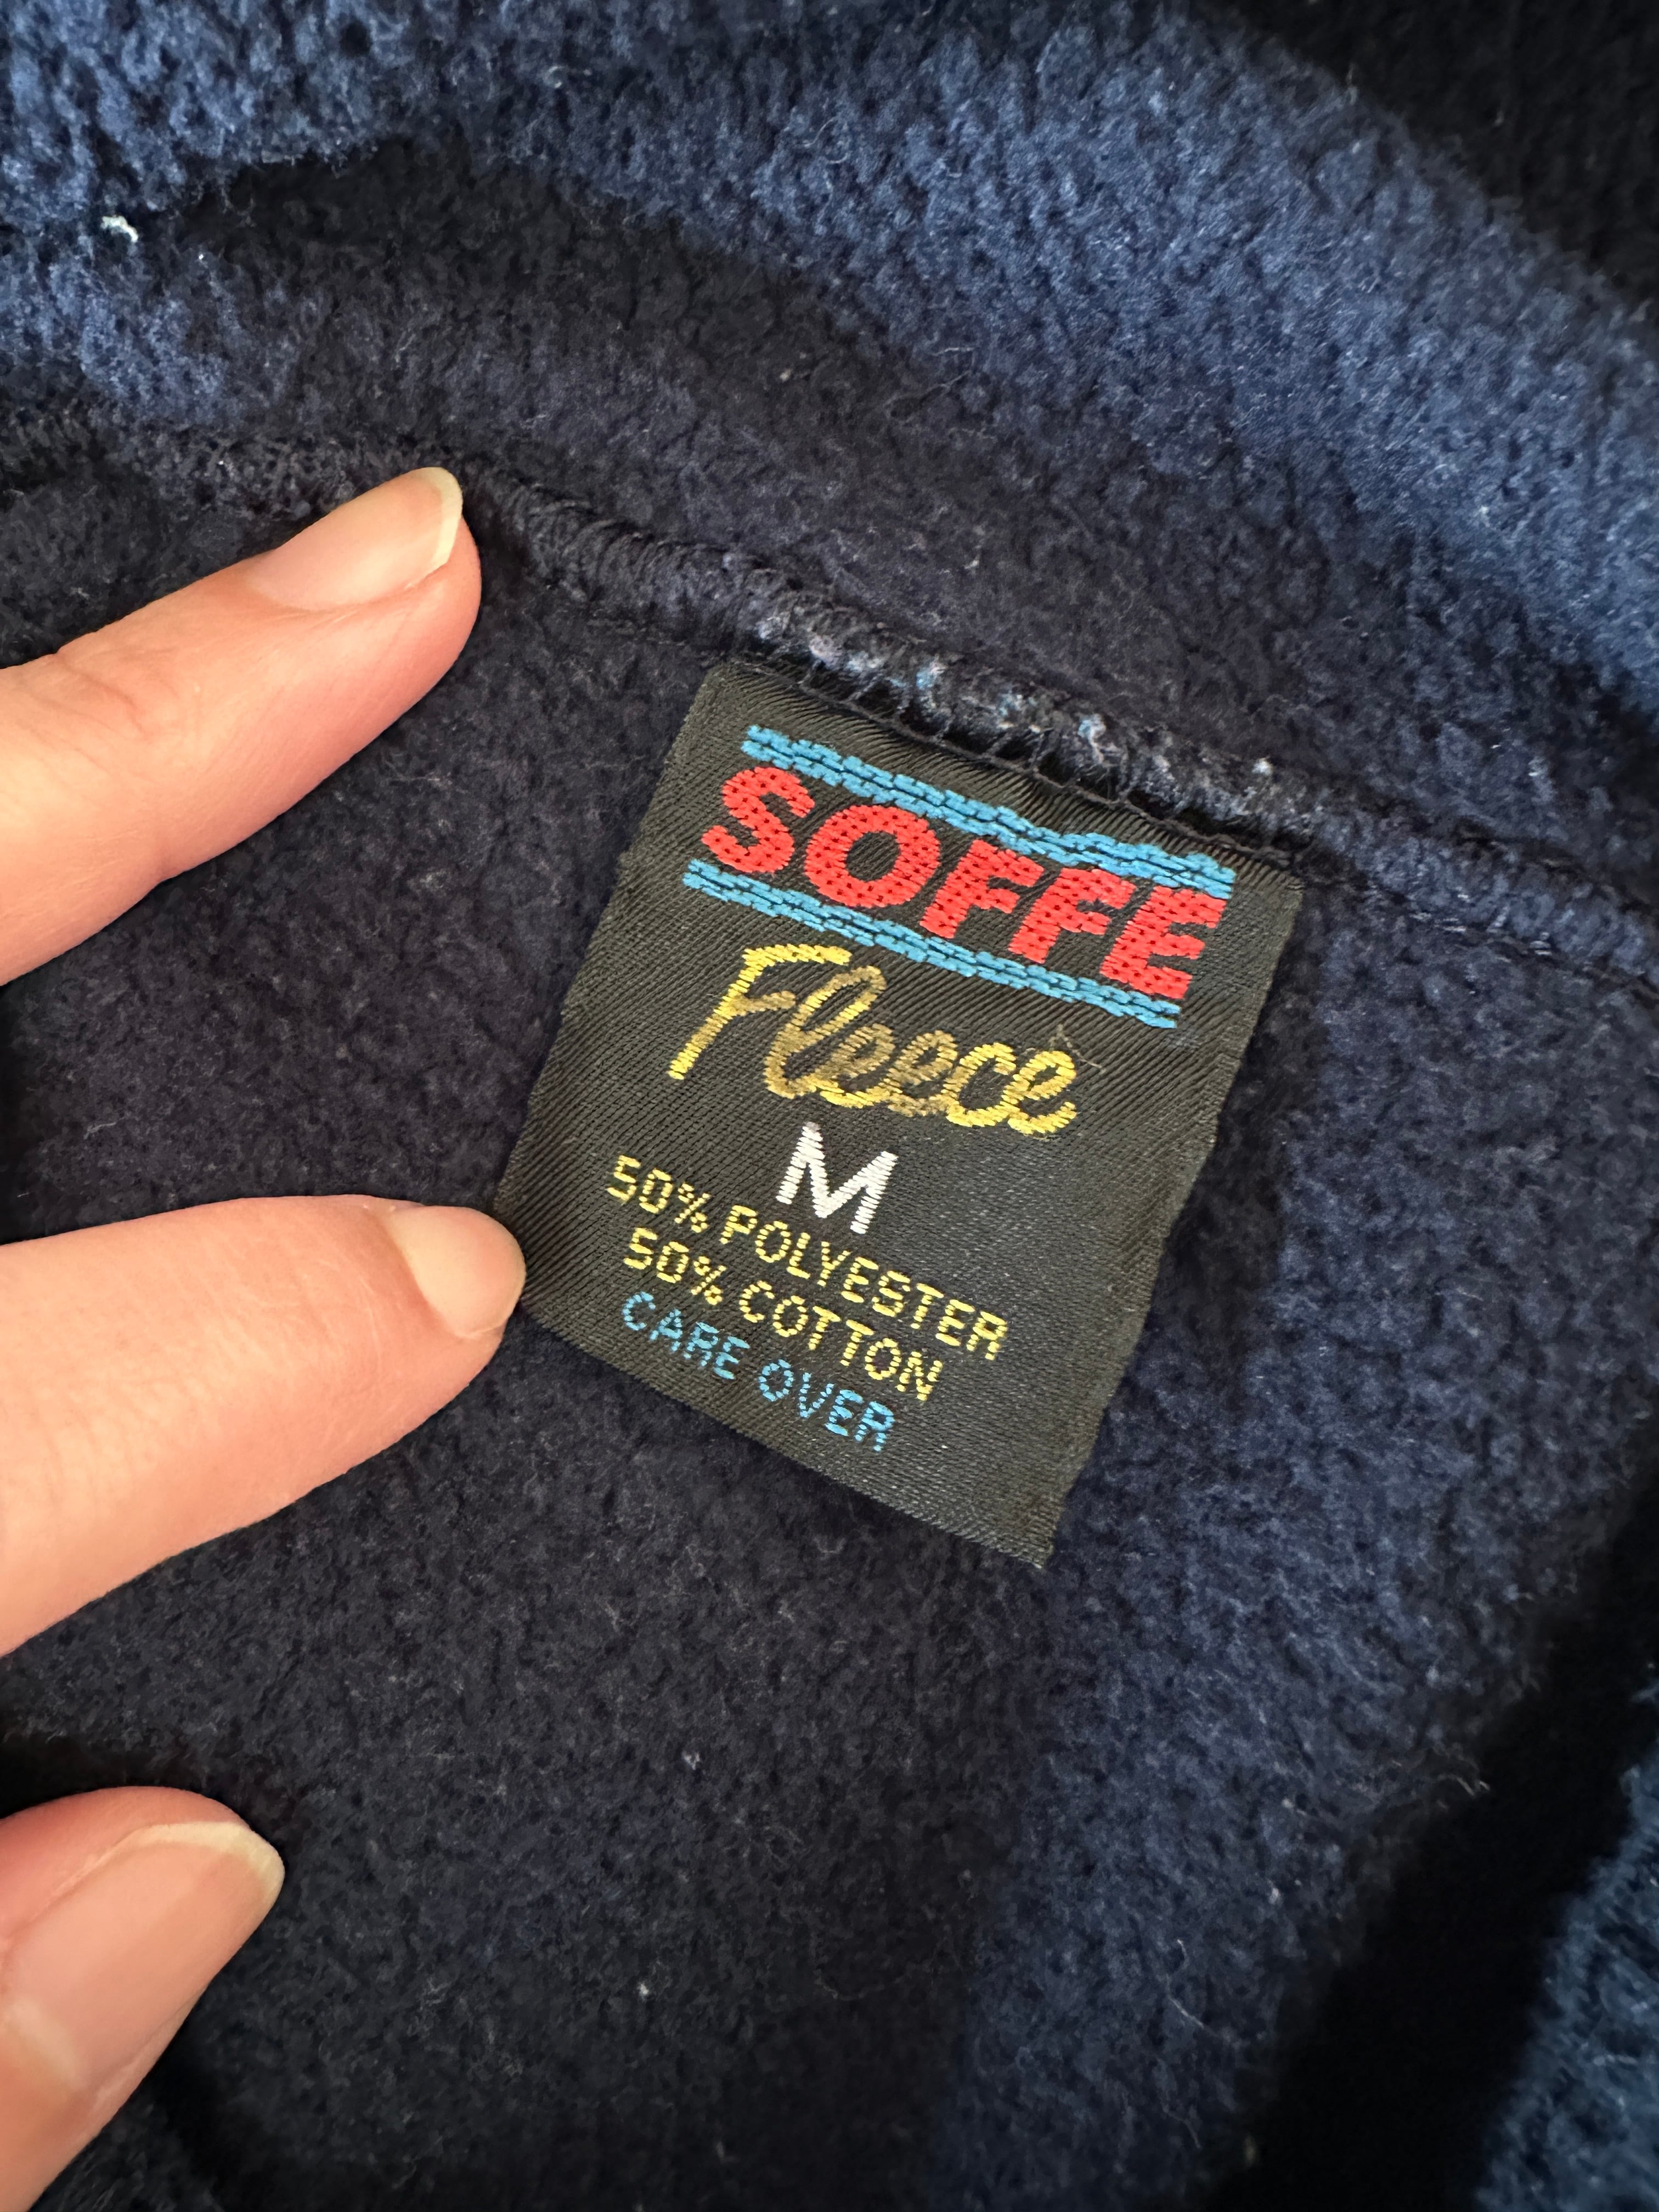 SOFFE
Fleece
M
50% POLYESTER
50% COTTON
CARE OVER